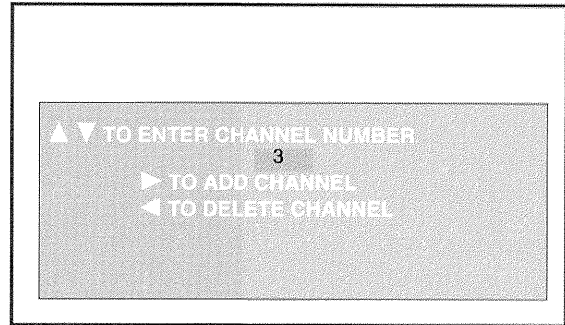 ▲ ▼ TO ENTER CHANNEL NUMBER
3
▶ TO ADD CHANNEL
◀ TO DELETE CHANNEL